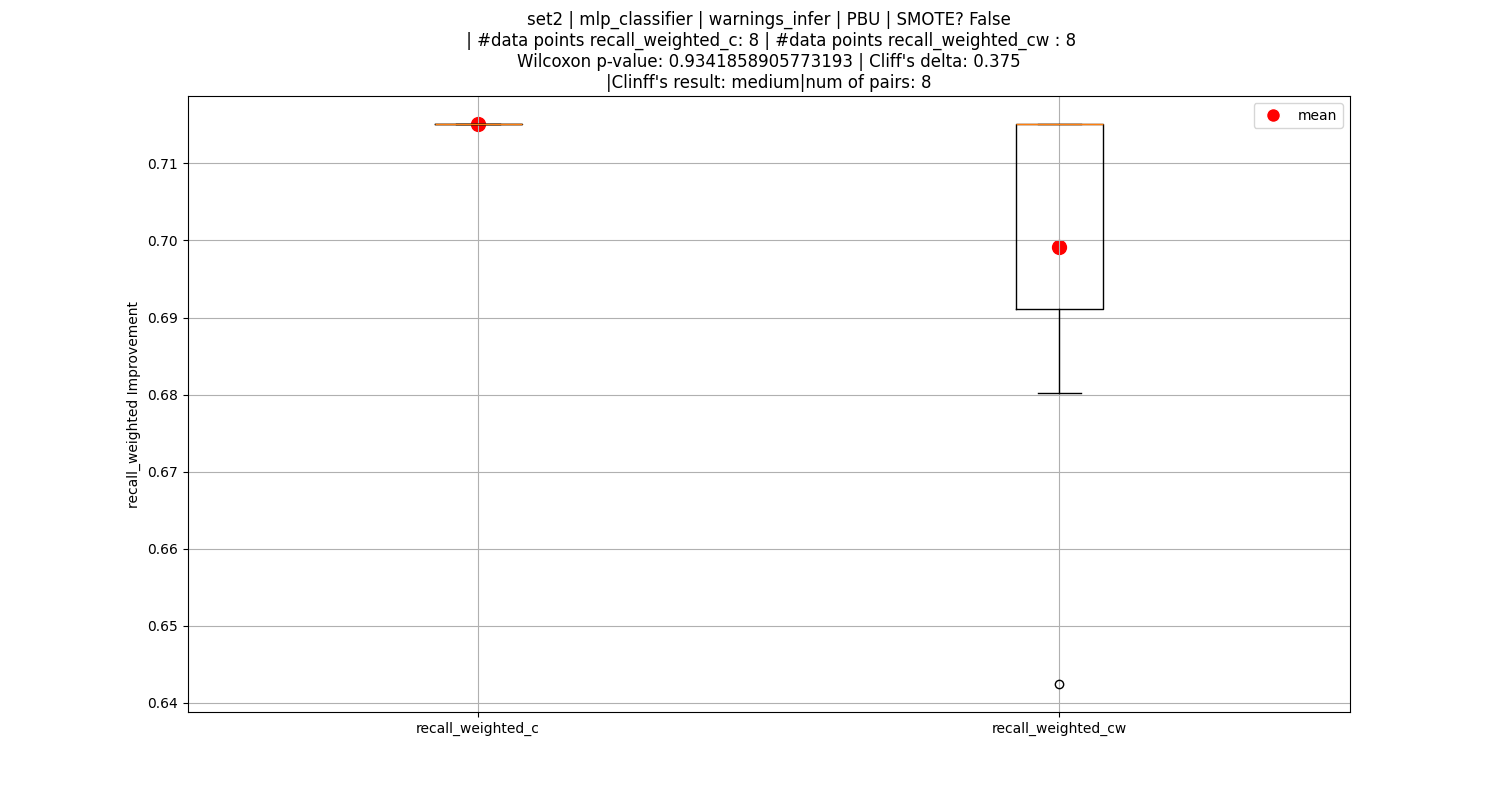 set2 | mlp_classifier | warnings_infer | PBU | SMOTE? False
| #data points recall_weighted_c: 8 | #data points recall_weighted_cw : 8
Wilcoxon p-value: 0.9341858905773193 | Cliff's delta: 0.375
|Clinff's result: medium|num of pairs: 8
mean
0.71
0.70
0.69
0.68
0.67
0.66
0.65
0.64
recall_weighted Improvement
recall_weighted_c
recall_weighted_cw